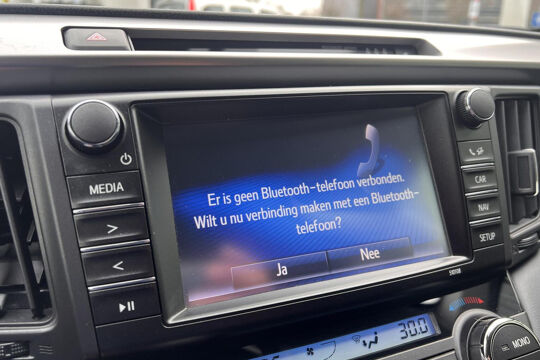 MEDIA
>
<
Er is geen Bluetooth-telefoon verbonden.
Wilt u nu verbinding maken met een Bluetooth-
telefoon?
Ja
Nee
CAR
NAV
SETUP
510108
30.0
MONO